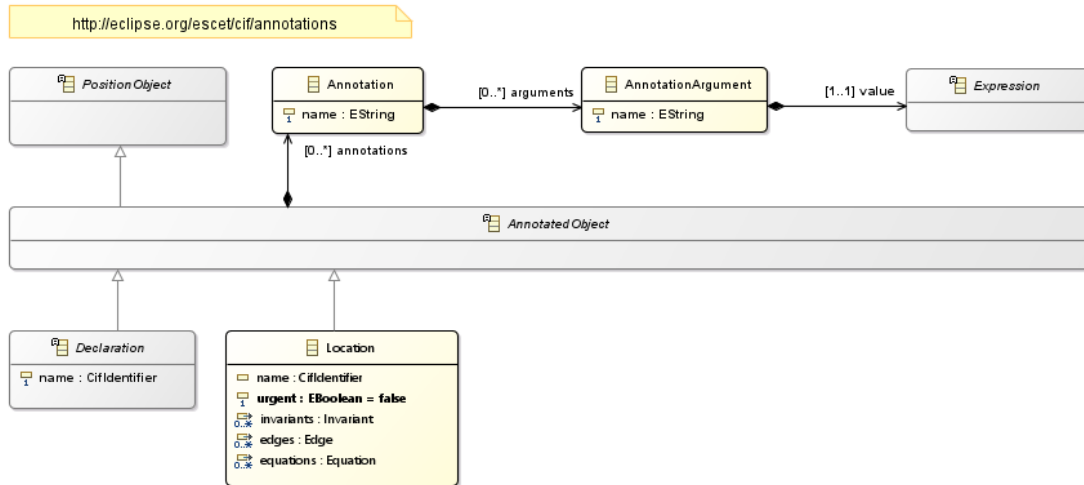 http://eclipse.org/escet/cif/annotations
PositionObject
Annotation
name : EString
[0..*] arguments
AnnotationArgument
name : EString
[1..1] value
Expression
[0..*] annotations
AnnotatedObject
Declaration
name : CifIdentifier
Location
name : CifIdentifier
urgent : EBoolean = false
invariants : Invariant
edges : Edge
equations : Equation